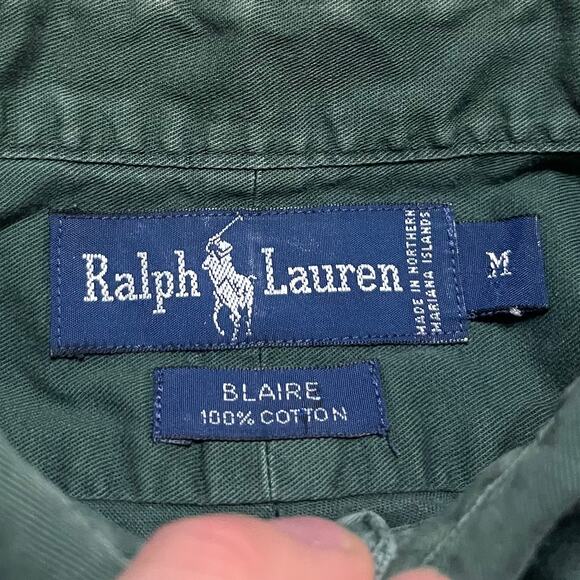 Ralph Lauren
MADE IN NORTHERN
MARIANA ISLANDS
M
BLAIRE
100% COTTON